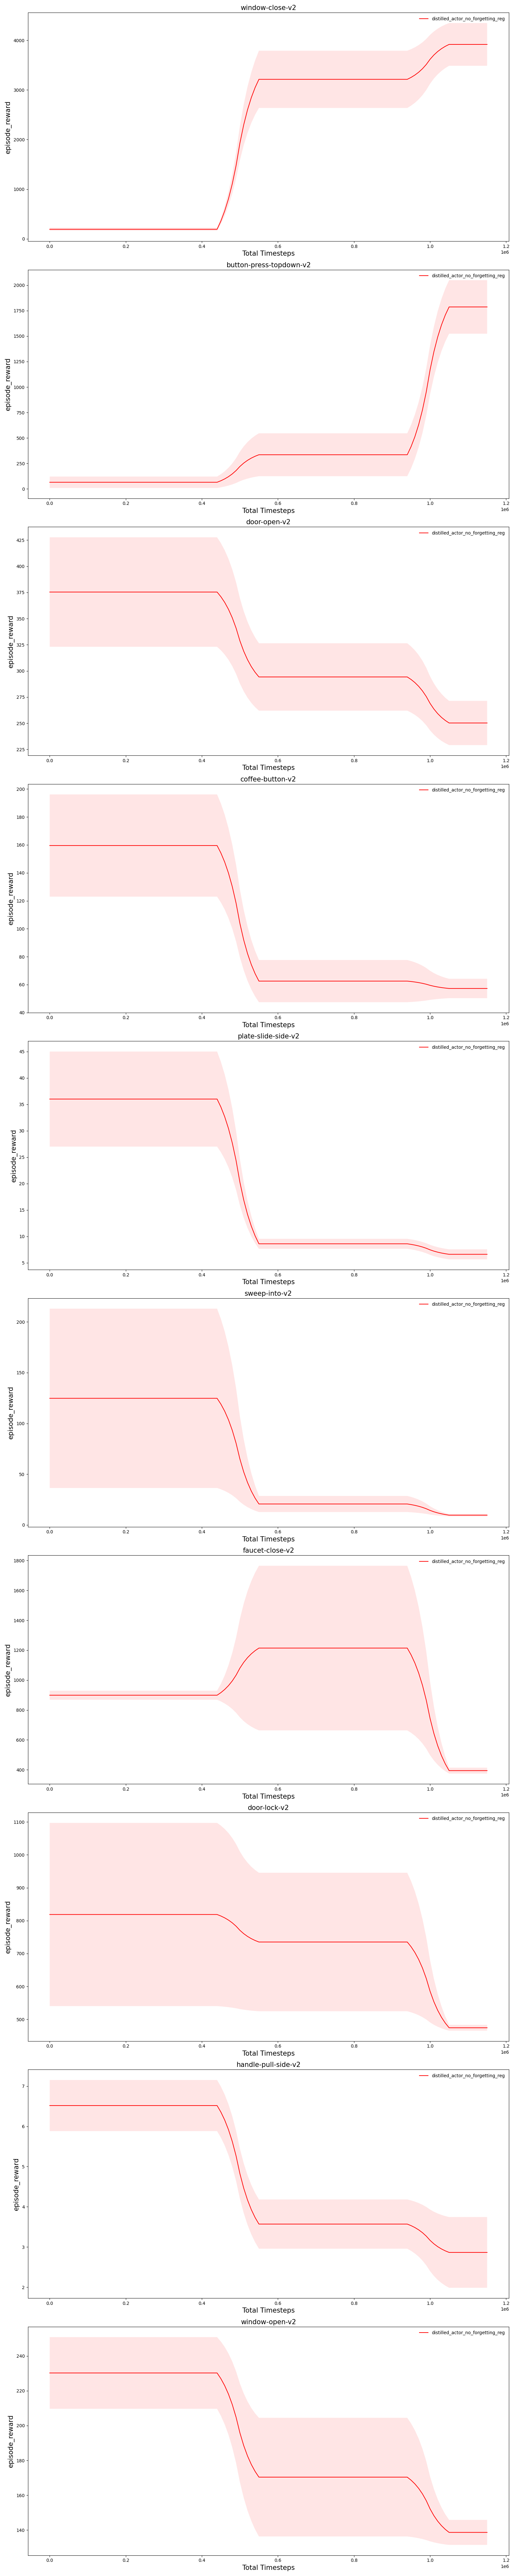 window-close-v2
distilled_actor_no_forgetting_reg
4000
3000
2000
1000
0
episode_reward
0.0 0.2 0.4 0.6 0.8 1.0 1.2
1e6
Total Timesteps
button-press-topdown-v2
distilled_actor_no_forgetting_reg
2000
1750
1500
1250
1000
750
500
250
0
episode_reward
0.0 0.2 0.4 0.6 0.8 1.0 1.2
1e6
Total Timesteps
door-open-v2
distilled_actor_no_forgetting_reg
425
400
375
350
325
300
275
250
225
episode_reward
0.0 0.2 0.4 0.6 0.8 1.0 1.2
1e6
Total Timesteps
coffee-button-v2
distilled_actor_no_forgetting_reg
200
180
160
140
120
100
80
60
40
episode_reward
0.0 0.2 0.4 0.6 0.8 1.0 1.2
1e6
Total Timesteps
plate-slide-side-v2
distilled_actor_no_forgetting_reg
45
40
35
30
25
20
15
10
5
episode_reward
0.0 0.2 0.4 0.6 0.8 1.0 1.2
1e6
Total Timesteps
sweep-into-v2
distilled_actor_no_forgetting_reg
200
150
100
50
0
episode_reward
0.0 0.2 0.4 0.6 0.8 1.0 1.2
1e6
Total Timesteps
faucet-close-v2
distilled_actor_no_forgetting_reg
1800
1600
1400
1200
1000
800
600
400
episode_reward
0.0 0.2 0.4 0.6 0.8 1.0 1.2
1e6
Total Timesteps
door-lock-v2
distilled_actor_no_forgetting_reg
1100
1000
900
800
700
600
500
episode_reward
0.0 0.2 0.4 0.6 0.8 1.0 1.2
1e6
Total Timesteps
handle-pull-side-v2
distilled_actor_no_forgetting_reg
7
6
5
4
3
2
episode_reward
0.0 0.2 0.4 0.6 0.8 1.0 1.2
1e6
Total Timesteps
window-open-v2
distilled_actor_no_forgetting_reg
240
220
200
180
160
140
episode_reward
0.0 0.2 0.4 0.6 0.8 1.0 1.2
1e6
Total Timesteps